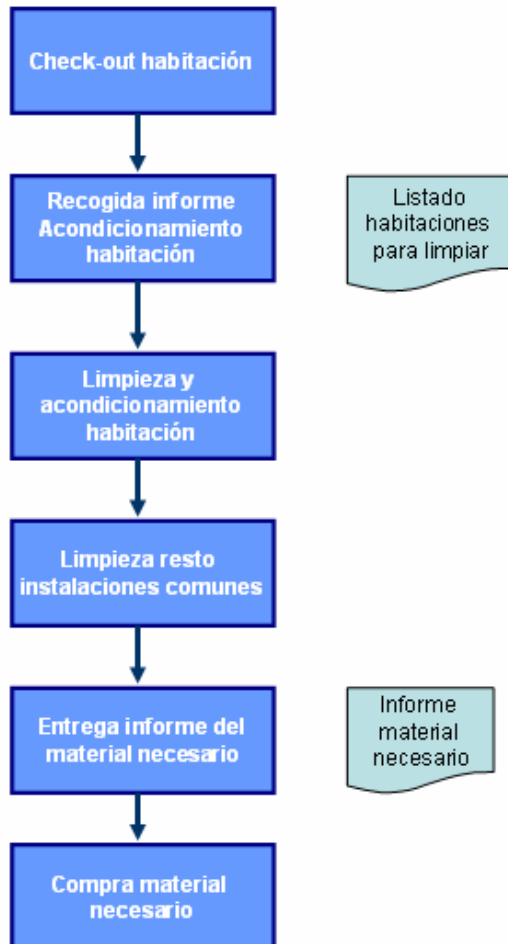 Check-out habitación
Recogida informe
Acondicionamiento
habitación
Listado
habitaciones
para limpiar
Limpieza y
acondicionamiento
habitación
Limpieza resto
instalaciones comunes
Entrega informe del
material necesario
Informe
material
necesario
Compra material
necesario